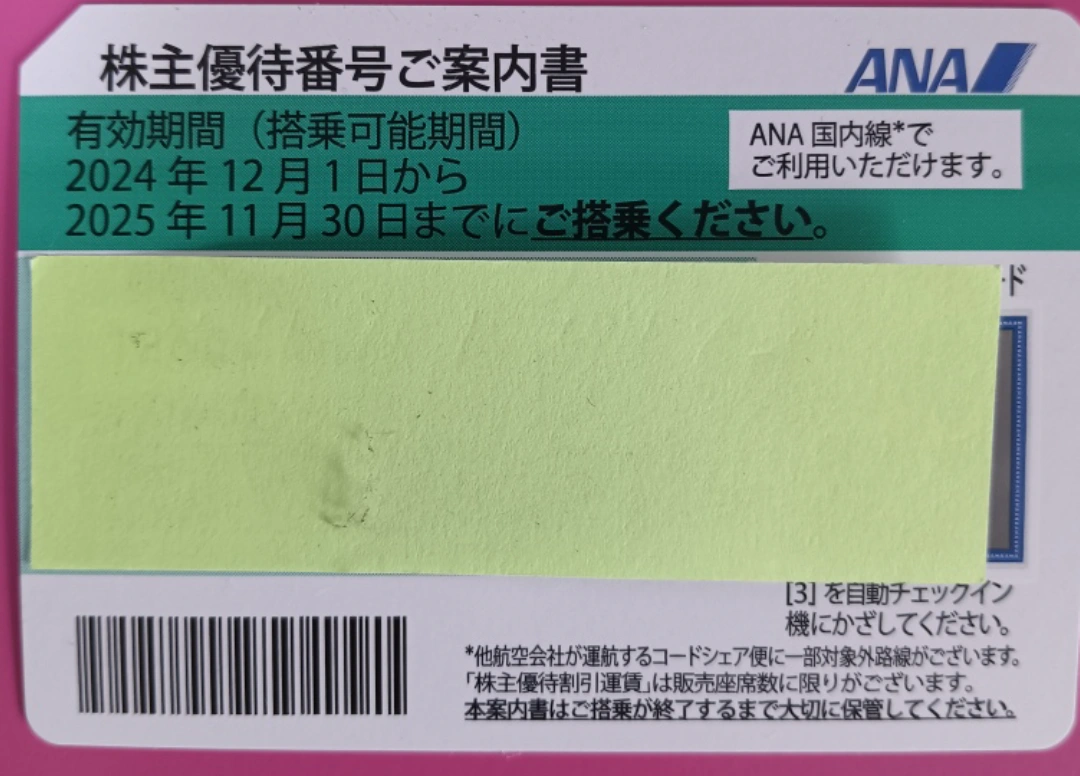 株主優待番号ご案内書
ANA
有効期間（搭乗可能期間）
2024年12月1日から
2025年11月30日までにご搭乗ください。
ANA国内線*で
ご利用いただけます。
ド
[3]を自動チェックイン
機にかざしてください。
*他航空会社が運航するコードシェア便に一部対象外路線がございます。
「株主優待割引運賃」は販売座席数に限りがございます。
本案内書はご搭乗が終了するまで大切に保管してください。